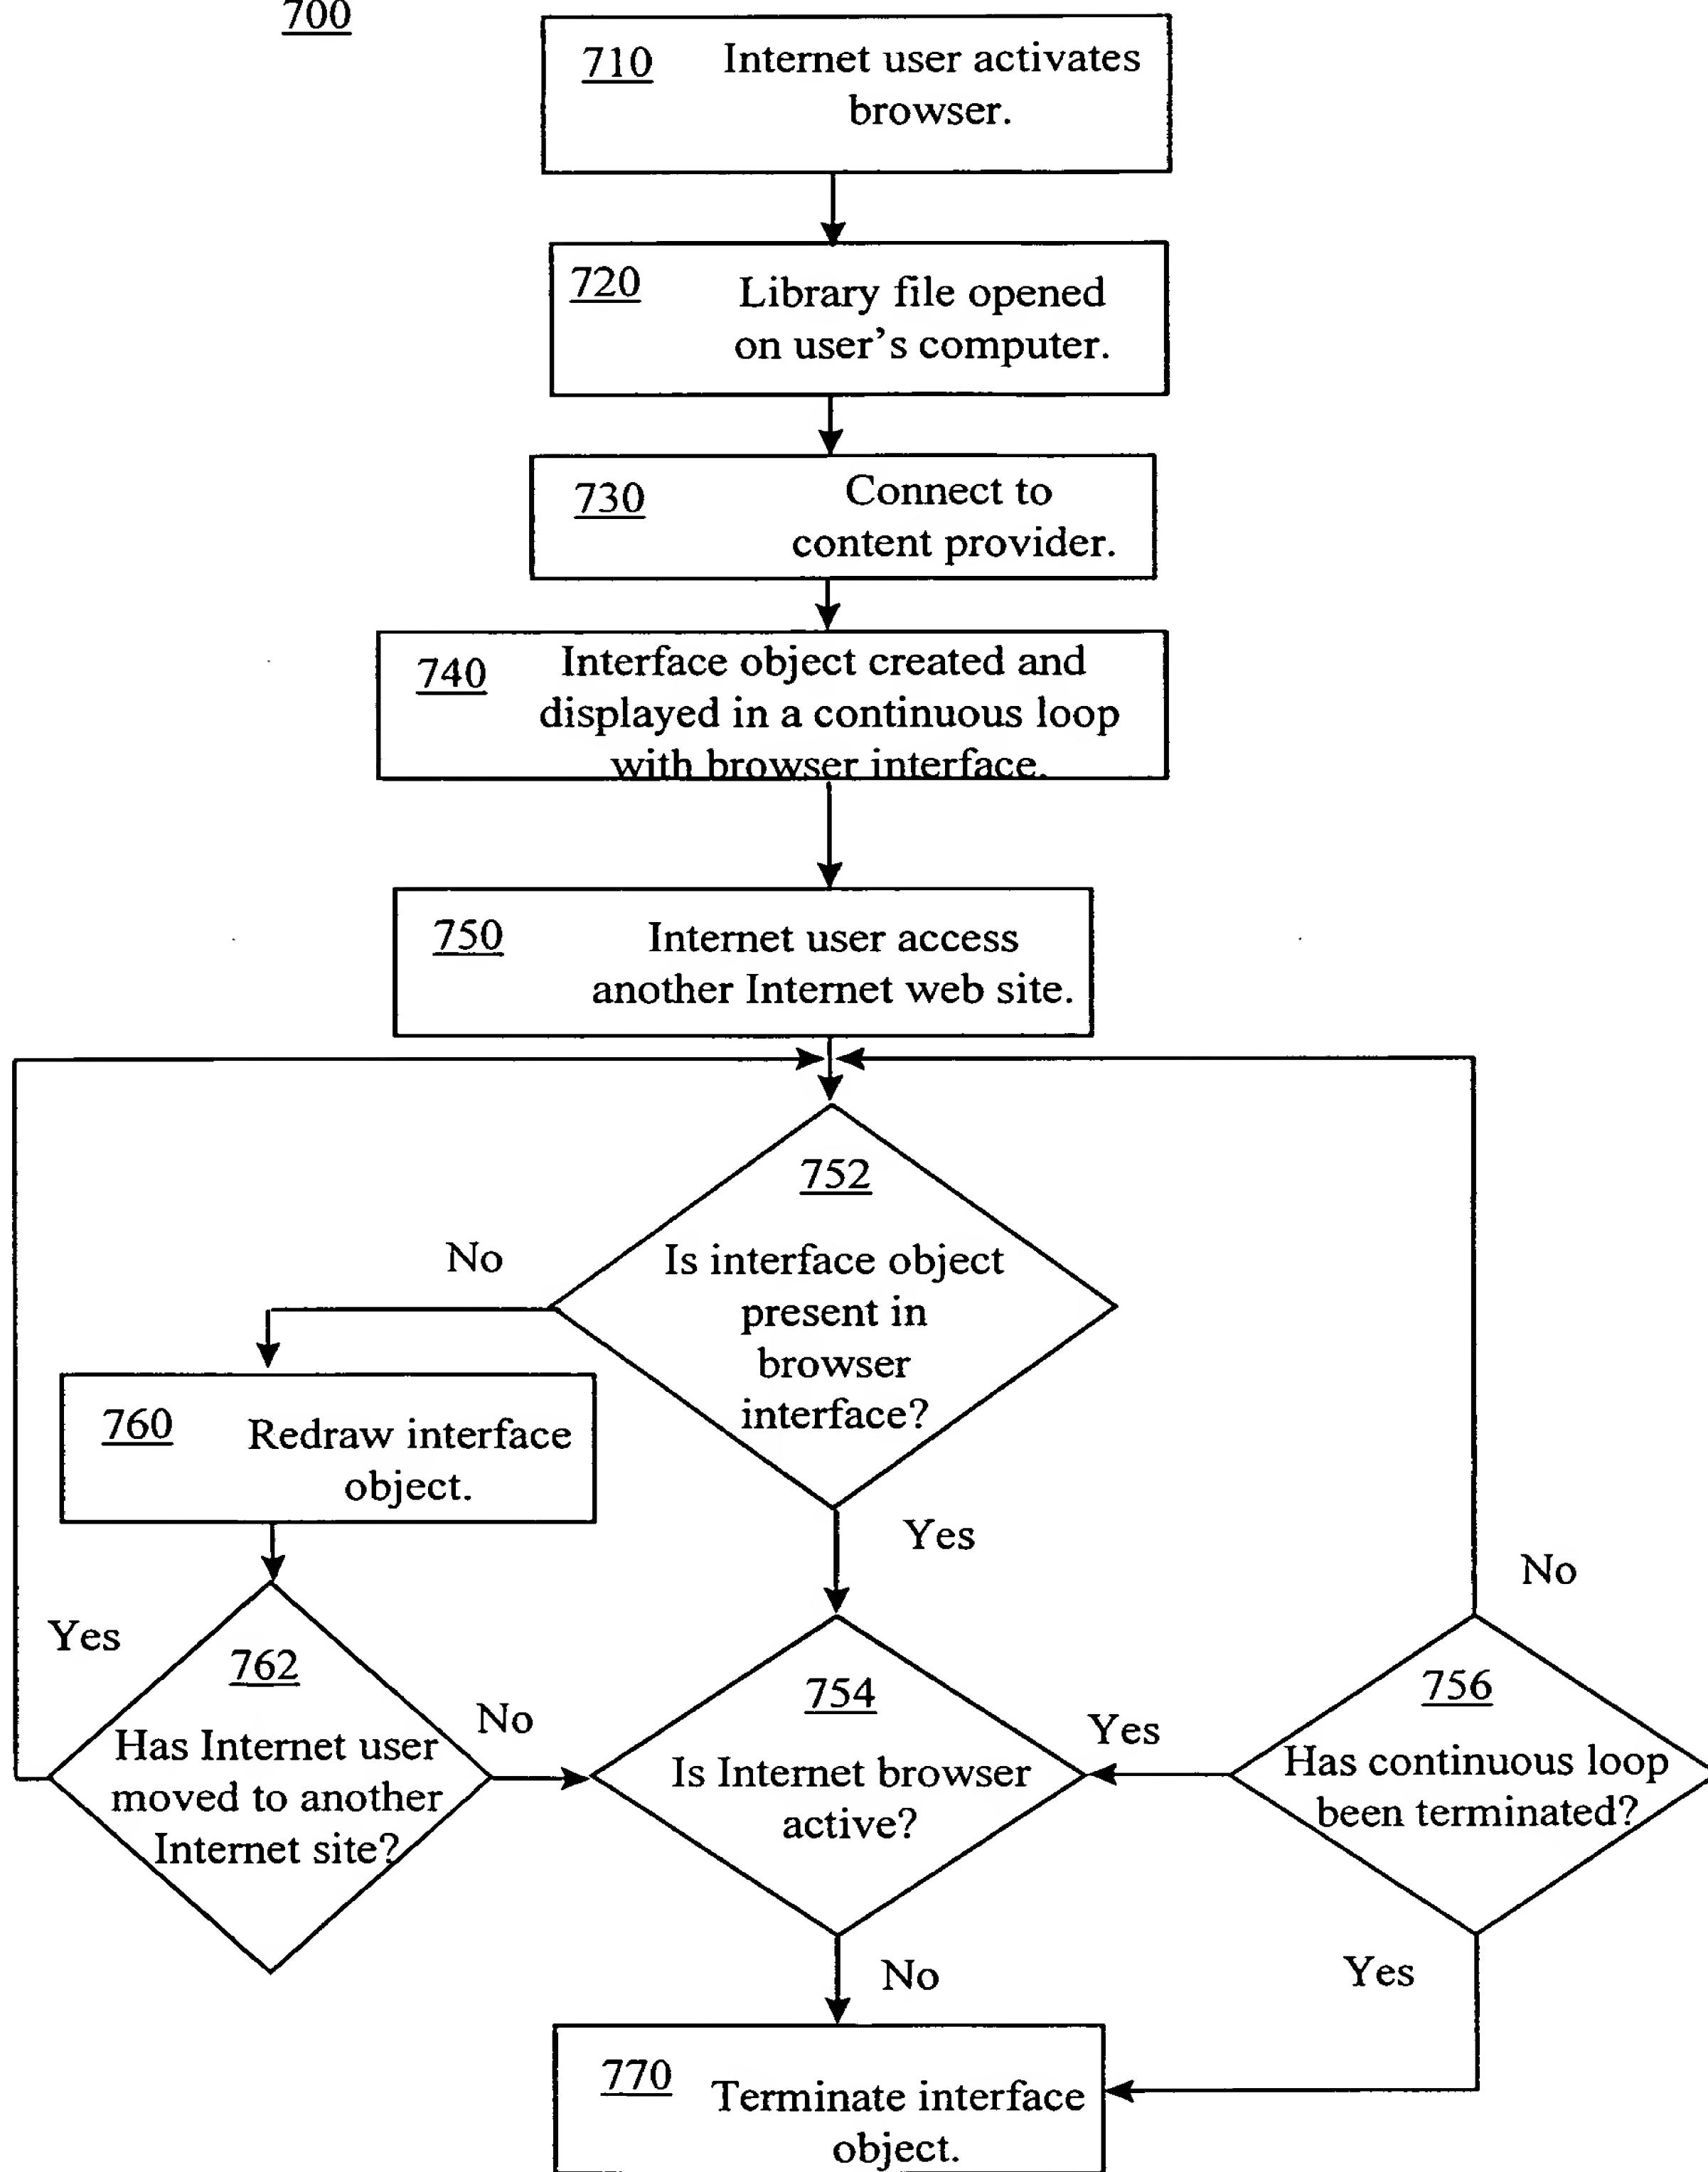 700
710 Internet user activates
browser.
720 Library file opened
on user's computer.
730 Connect to
content provider.
740 Interface object created and
displayed in a continuous loop
with browser interface.
750 Internet user access
another Internet web site.
752
Is interface object
present in
browser
interface?
No
Yes
760 Redraw interface
object.
762
Has Internet user
moved to another
Internet site?
Yes
No
754
Is Internet browser
active?
Yes
No
756
Has continuous loop
been terminated?
No
Yes
770 Terminate interface
object.